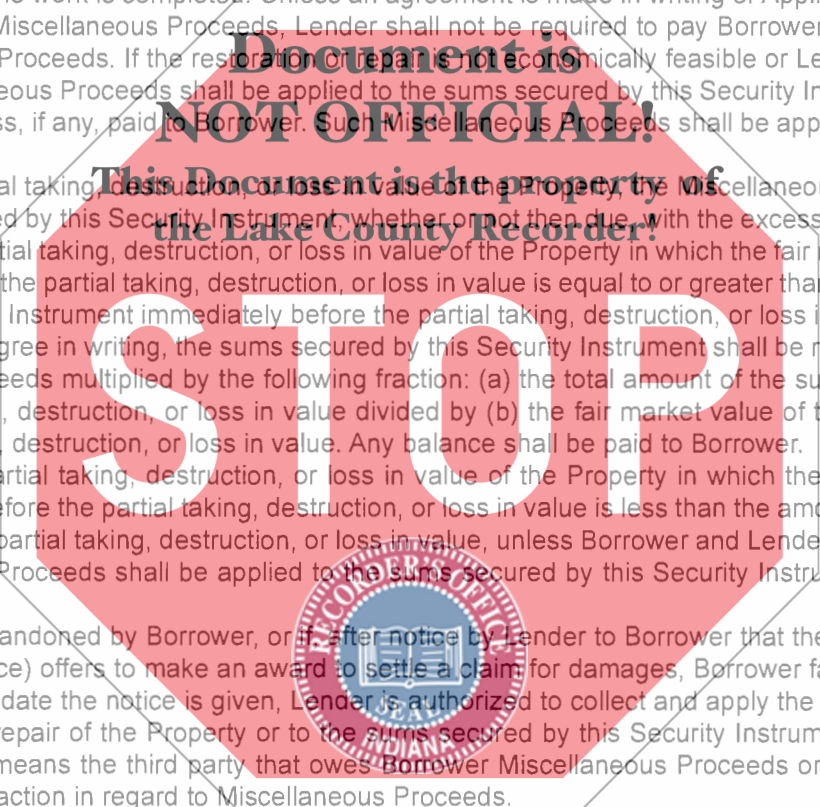 Miscellaneous Proceeds, Lender shall not be required to pay Borrower
Document is
Proceeds. If the restoration or repair is not economically feasible or Le
eous Proceeds shall be applied to the sums secured by this Security In
NOT OFFICIAL!
ss, if any, paid to Borrower. Such Miscellaneous Proceeds shall be app
This Document is the property of
al taking, destruction, or loss in value of the Property, the Miscellaneou
ed by this Security Instrument, whether or not then due, with the excess
the Lake County Recorder!
tial taking, destruction, or loss in value of the Property in which the fair
the partial taking, destruction, or loss in value is equal to or greater than
Instrument immediately before the partial taking, destruction, or loss i
gree in writing, the sums secured by this Security Instrument shall be r
eeds multiplied by the following fraction: (a) the total amount of the su
, destruction, or loss in value divided by (b) the fair market value of t
STOP
, destruction, or loss in value. Any balance shall be paid to Borrower.
artial taking, destruction, or loss in value of the Property in which the
efore the partial taking, destruction, or loss in value is less than the amo
partial taking, destruction, or loss in value, unless Borrower and Lende
Proceeds shall be applied to the sums secured by this Security Instru
RECORDER'S OFFICE
andoned by Borrower, or if, after notice by Lender to Borrower that the
ce) offers to make an award to settle a claim for damages, Borrower fa
date the notice is given, Lender is authorized to collect and apply the
SEAL
epair of the Property or to the sums secured by this Security Instrum
INDIANA
means the third party that owes Borrower Miscellaneous Proceeds or
action in regard to Miscellaneous Proceeds.